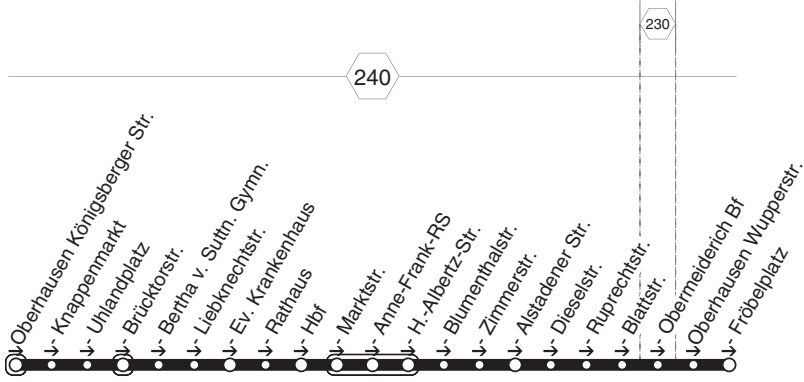 230
240
Oberhausen Königsberger Str.
- Knappenmarkt
- Uhlandplatz
Brücktorstr.
- Bertha v. Suttn. Gymn.
- Liebknechtstr.
- Ev. Krankenhaus
- Rathaus
- Hbf
- Marktstr.
- Anne-Frank-RS
- H.-Albertz-Str.
- Blumenthalstr.
- Zimmerstr.
- Alstadener Str.
- Dieselstr.
- Ruprechtstr.
- Blattstr.
- Obermeiderich Bf
Oberhausen Wupperstr.
- Fröbelplatz